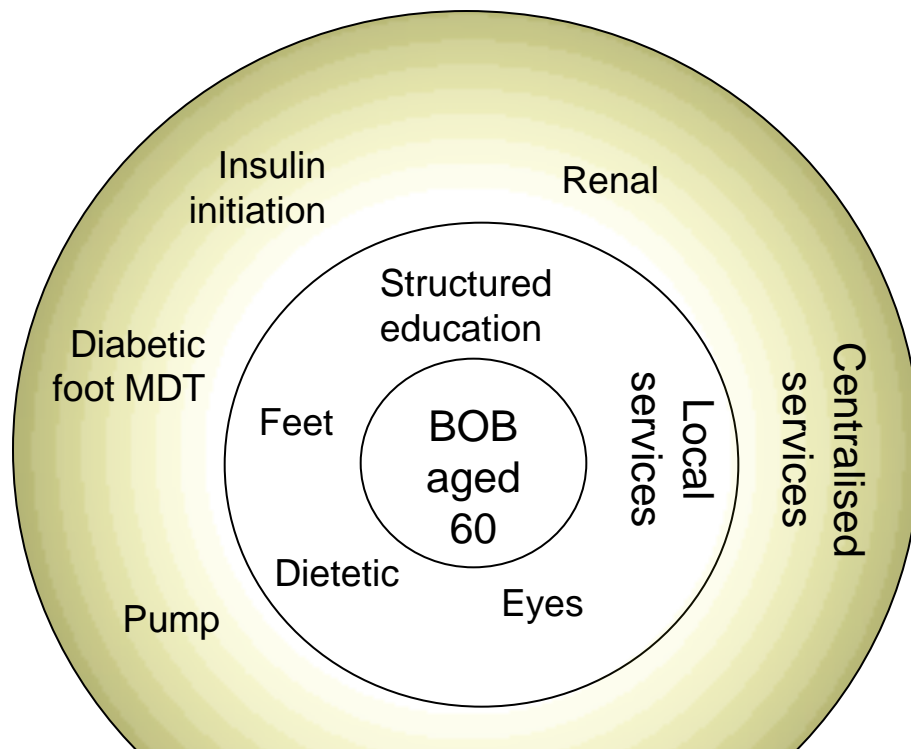 Insulin
initiation
Renal
Structured
education
Diabetic
foot MDT
Feet
BOB
aged
60
Local
services
Centralised
services
Dietetic
Eyes
Pump